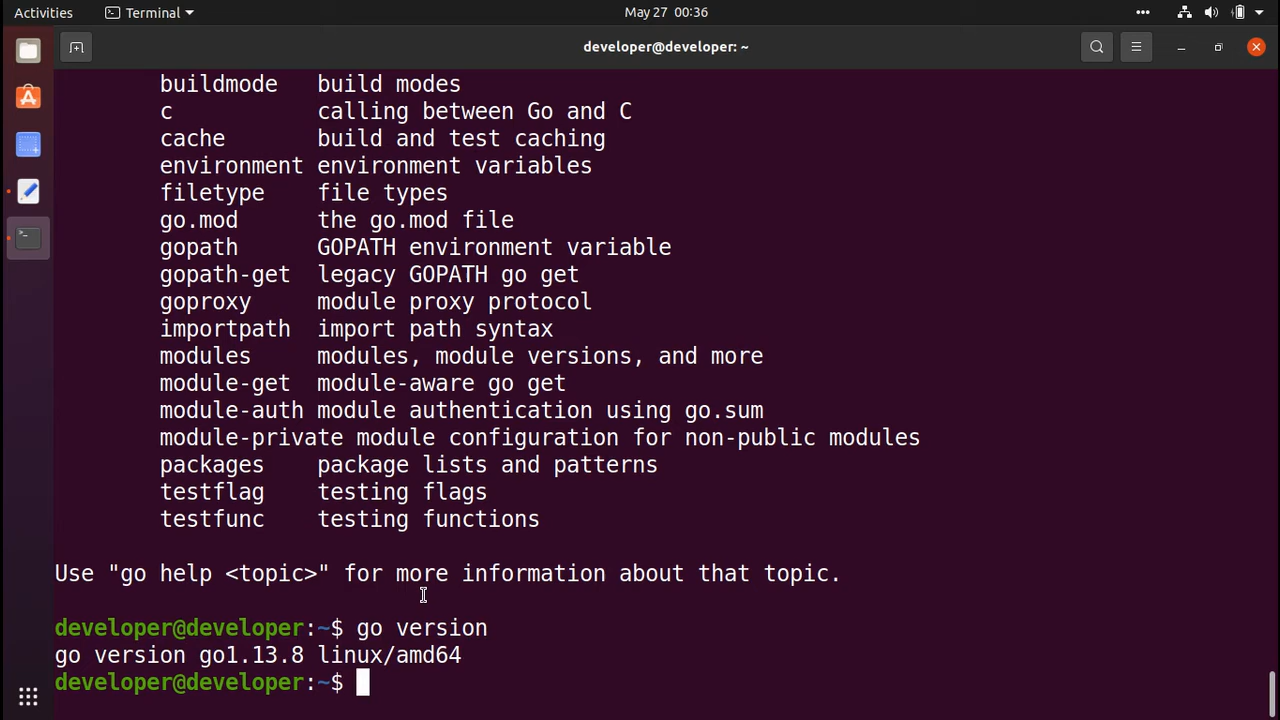 Activities
Terminal
May 27 00:36
developer@developer: ~
buildmode   build modes
c           calling between Go and C
cache       build and test caching
environment environment variables
filetype    file types
go.mod      the go.mod file
gopath      GOPATH environment variable
gopath-get  legacy GOPATH go get
goproxy     module proxy protocol
importpath  import path syntax
modules     modules, module versions, and more
module-get  module-aware go get
module-auth module authentication using go.sum
module-private module configuration for non-public modules
packages    package lists and patterns
testflag    testing flags
testfunc    testing functions
Use "go help <topic>" for more information about that topic.
developer@developer:~$ go version
go version go1.13.8 linux/amd64
developer@developer:~$